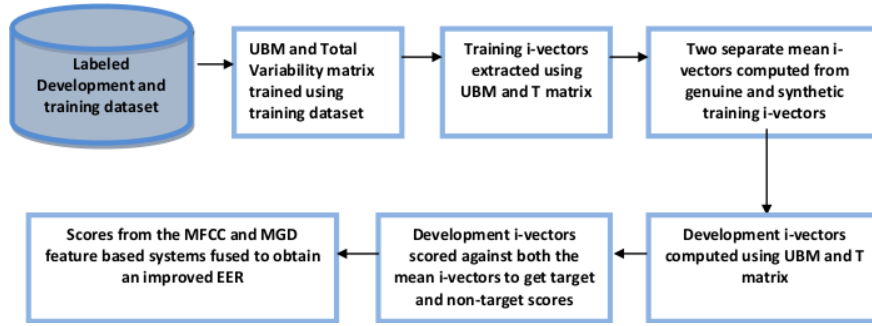 Labeled
Development and
training dataset
UBM and Total
Variability matrix
trained using
training dataset
Training i-vectors
extracted using
UBM and T matrix
Two separate mean i-
vectors computed from
genuine and synthetic
training i-vectors
Development i-vectors
computed using UBM and T
matrix
Development i-vectors
scored against both the
mean i-vectors to get target
and non-target scores
Scores from the MFCC and MGD
feature based systems fused to obtain
an improved EER